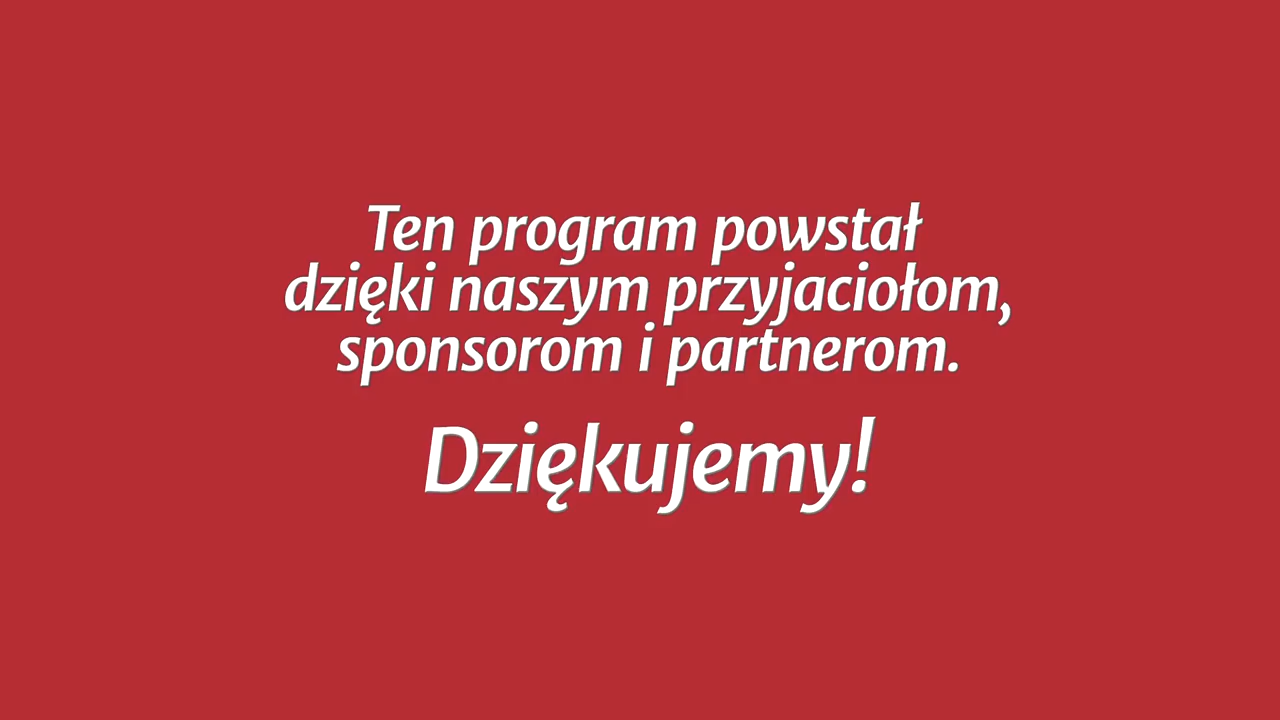 Ten program powstał
dzięki naszym przyjaciołom,
sponsorom i partnerom.
Dziękujemy!